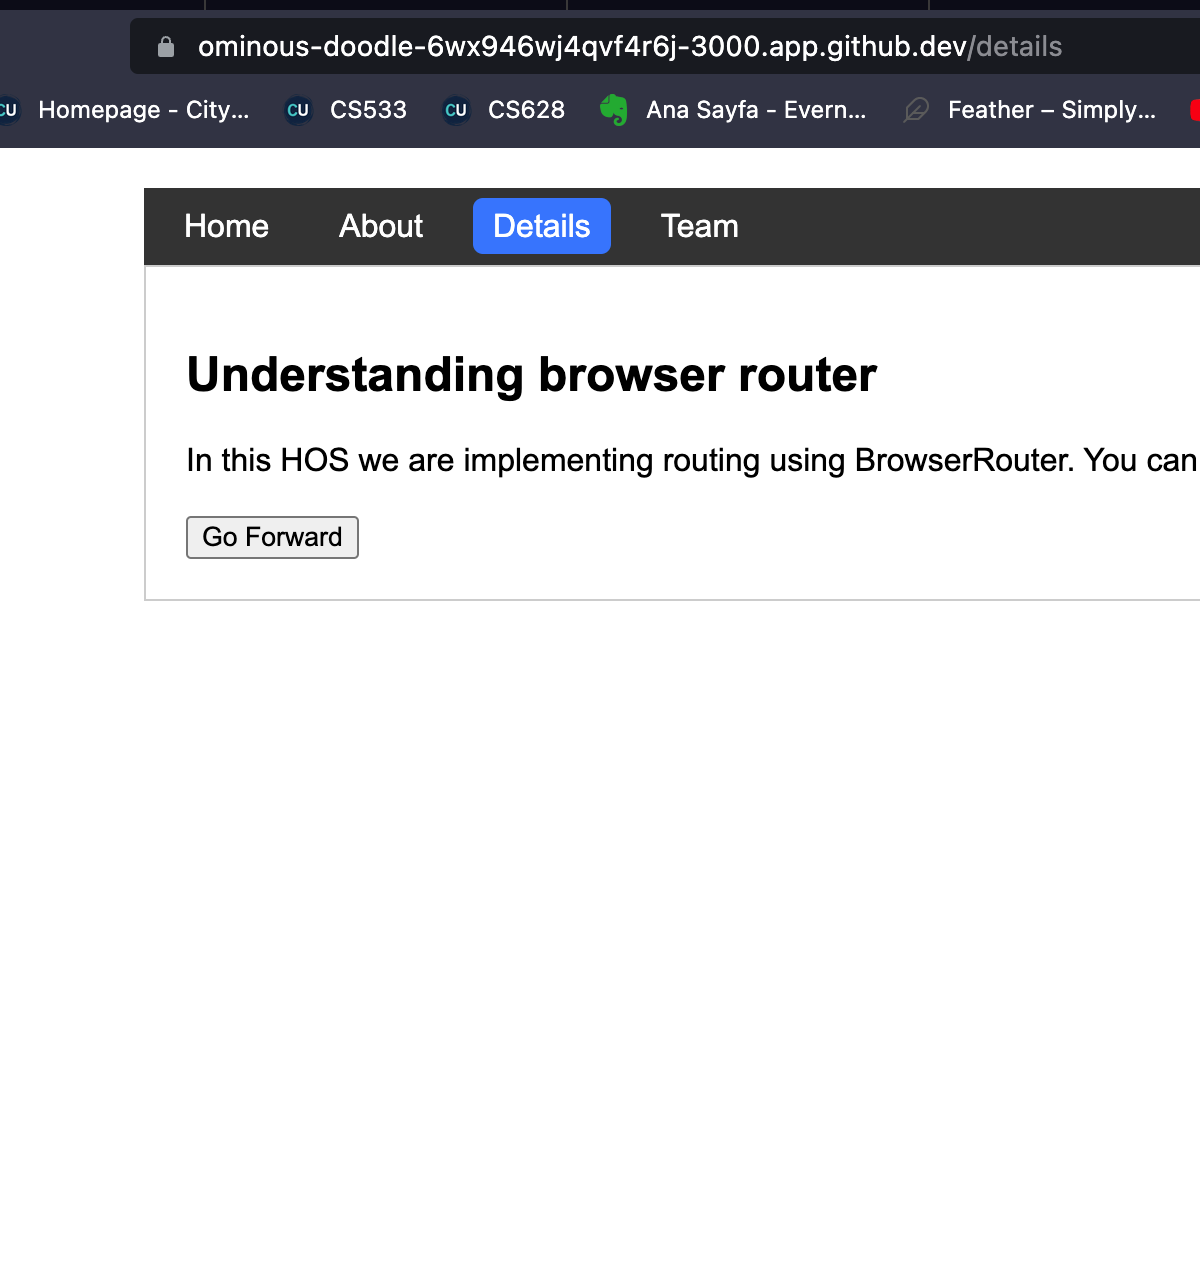 ominous-doodle-6wx946wj4qvf4r6j-3000.app.github.dev/details
CU Homepage - City... CU CS533 CU CS628 Ana Sayfa - Evern... Feather – Simply...
Home About Details Team
Understanding browser router
In this HOS we are implementing routing using BrowserRouter. You can
Go Forward